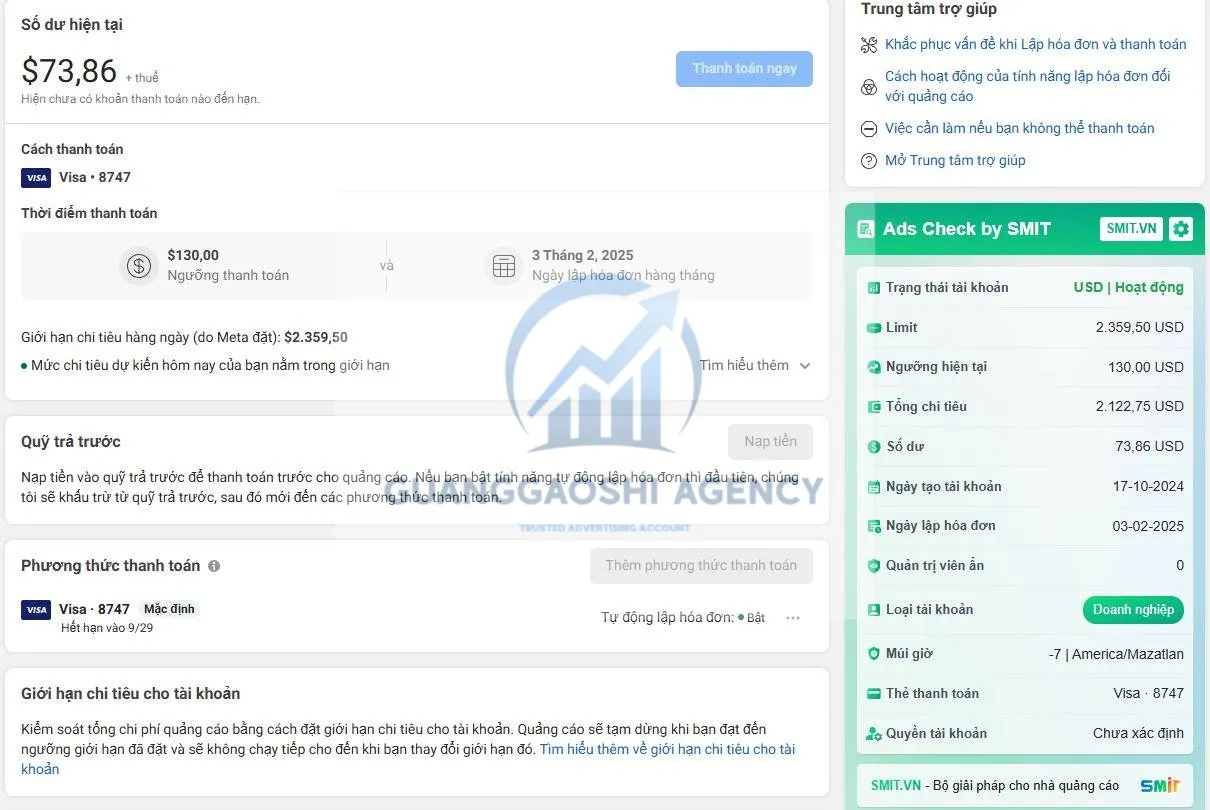 Số dư hiện tại
$73,86 + thuế
Thanh toán ngay
Hiện chưa có khoản thanh toán nào đến hạn.
Cách thanh toán
VISA Visa • 8747
Thời điểm thanh toán
$130,00
Ngưỡng thanh toán
và
3 Tháng 2, 2025
Ngày lập hóa đơn hàng tháng
Giới hạn chi tiêu hàng ngày (do Meta đặt): $2.359,50
Mức chi tiêu dự kiến hôm nay của bạn nằm trong giới hạn
Tìm hiểu thêm
Quỹ trả trước
Nạp tiền
Nạp tiền vào quỹ trả trước để thanh toán trước cho quảng cáo. Nếu bạn bật tính năng tự động lập hóa đơn thì đầu tiên, chúng
tôi sẽ khấu trừ từ quỹ trả trước, sau đó mới đến các phương thức thanh toán.
GUANGGAOSHI AGENCY
TRUSTED ADVERTISING ACCOUNT
Phương thức thanh toán
Thêm phương thức thanh toán
VISA Visa · 8747 Mặc định
Hết hạn vào 9/29
Tự động lập hóa đơn: • Bật ...
Giới hạn chi tiêu cho tài khoản
Kiểm soát tổng chi phí quảng cáo bằng cách đặt giới hạn chi tiêu cho tài khoản. Quảng cáo sẽ tạm dừng khi bạn đạt đến
ngưỡng giới hạn đã đặt và sẽ không chạy tiếp cho đến khi bạn thay đổi giới hạn đó. Tìm hiểu thêm về giới hạn chi tiêu cho tài
khoản
Trung tâm trợ giúp
Khắc phục vấn đề khi Lập hóa đơn và thanh toán
Cách hoạt động của tính năng lập hóa đơn đối
với quảng cáo
Việc cần làm nếu bạn không thể thanh toán
Mở Trung tâm trợ giúp
Ads Check by SMIT SMIT.VN
Trạng thái tài khoản USD | Hoạt động
Limit 2.359,50 USD
Ngưỡng hiện tại 130,00 USD
Tổng chi tiêu 2.122,75 USD
Số dư 73,86 USD
Ngày tạo tài khoản 17-10-2024
Ngày lập hóa đơn 03-02-2025
Quản trị viên ẩn 0
Loại tài khoản Doanh nghiệp
Múi giờ -7 | America/Mazatlan
Thẻ thanh toán Visa · 8747
Quyền tài khoản Chưa xác định
SMIT.VN - Bộ giải pháp cho nhà quảng cáo SMIT